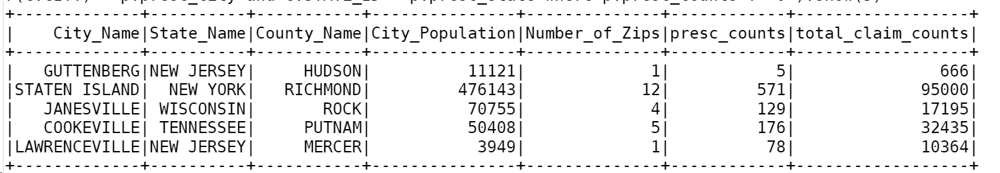 +-------------+----------+-----------+---------------+--------------+------------+------------------+
|    City_Name|State_Name|County_Name|City_Population|Number_of_Zips|presc_counts|total_claim_counts|
+-------------+----------+-----------+---------------+--------------+------------+------------------+
|   GUTTENBERG|NEW JERSEY|     HUDSON|          11121|             1|           5|               666|
|STATEN ISLAND|  NEW YORK|   RICHMOND|         476143|            12|         571|             95000|
|   JANESVILLE| WISCONSIN|       ROCK|          70755|             4|         129|             17195|
|   COOKEVILLE| TENNESSEE|     PUTNAM|          50408|             5|         176|             32435|
|LAWRENCEVILLE|NEW JERSEY|     MERCER|           3949|             1|          78|             10364|
+-------------+----------+-----------+---------------+--------------+------------+------------------+